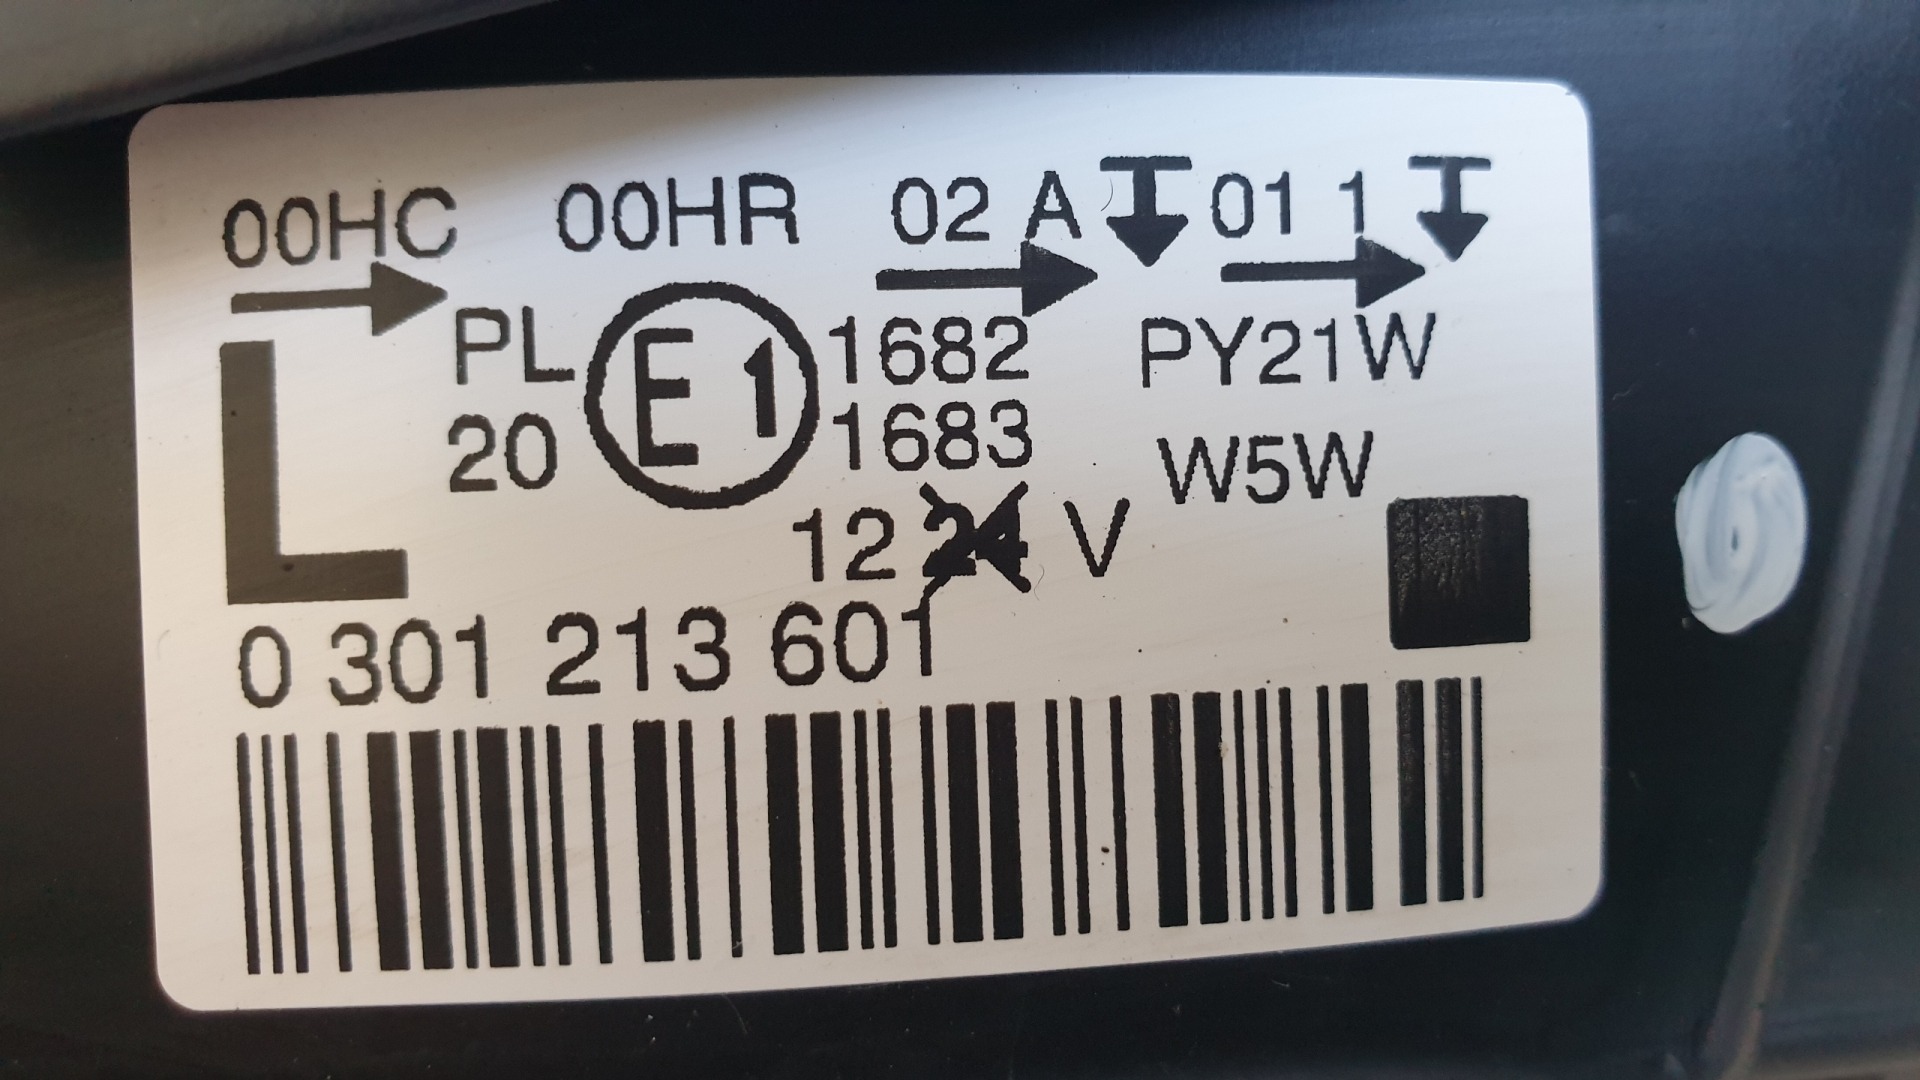 00HC 00HR 02 A 01 1
L
PL E1 1682 PY21W
20 1683 W5W
12 24 V
0 301 213 601